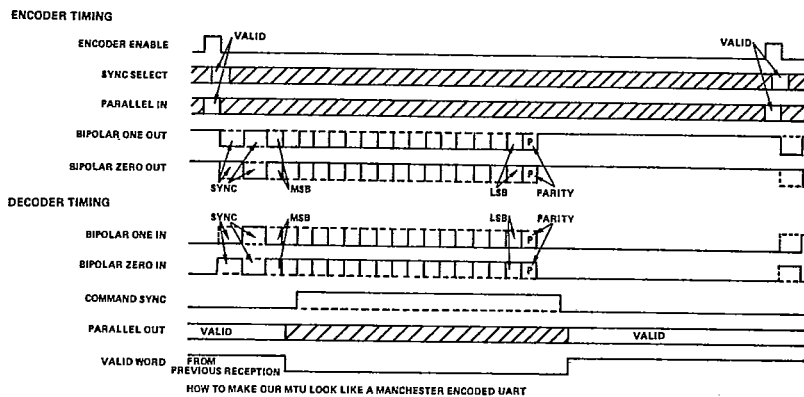 ENCODER TIMING
ENCODER ENABLE
VALID
VALID
SYNC SELECT
PARALLEL IN
BIPOLAR ONE OUT
P
BIPOLAR ZERO OUT
P
SYNC
MSB
LSB
PARITY
DECODER TIMING
SYNC
MSB
LSB
PARITY
BIPOLAR ONE IN
P
BIPOLAR ZERO IN
P
COMMAND SYNC
PARALLEL OUT
VALID
VALID
VALID WORD
FROM
PREVIOUS RECEPTION
HOW TO MAKE OUR MTU LOOK LIKE A MANCHESTER ENCODED UART